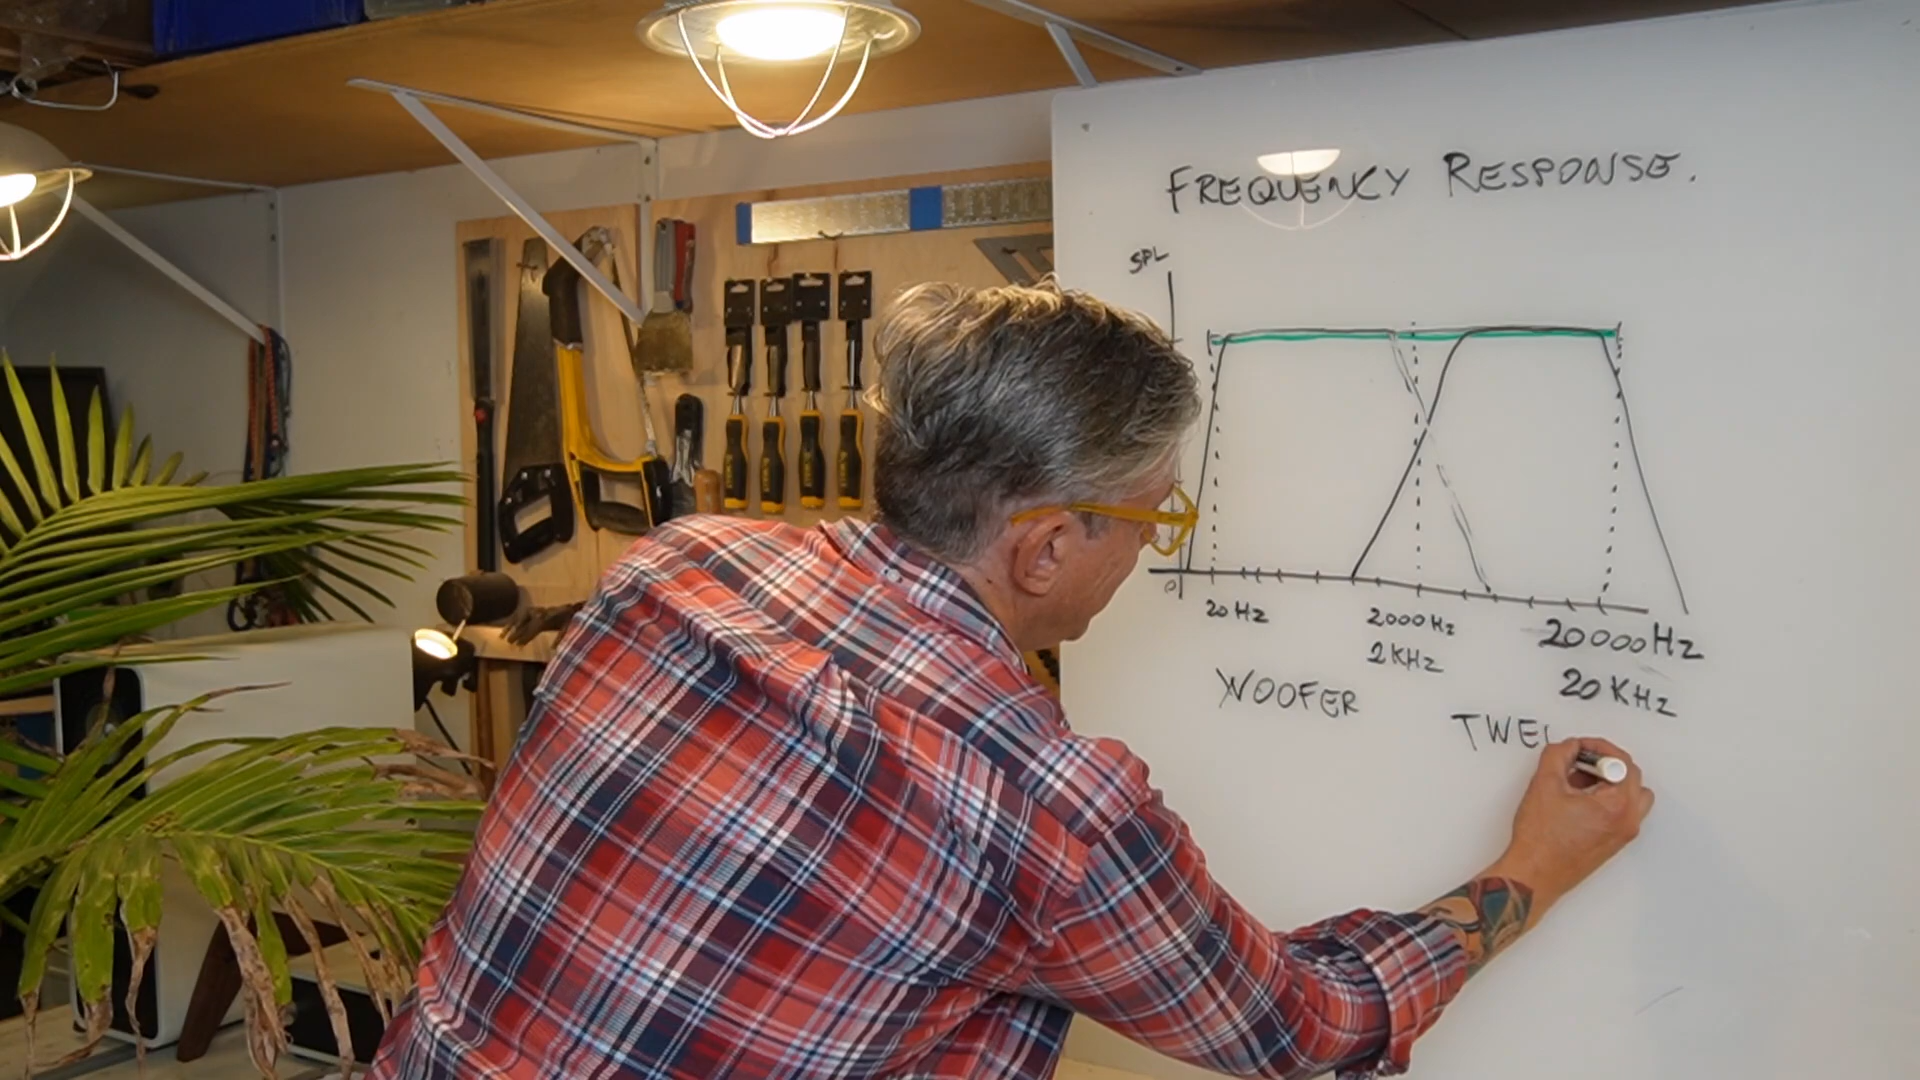 FREQUENCY RESPONSE.
SPL
0
20 Hz
2000 Hz
2 KHz
20000 Hz
20 KHz
WOOFER
TWE